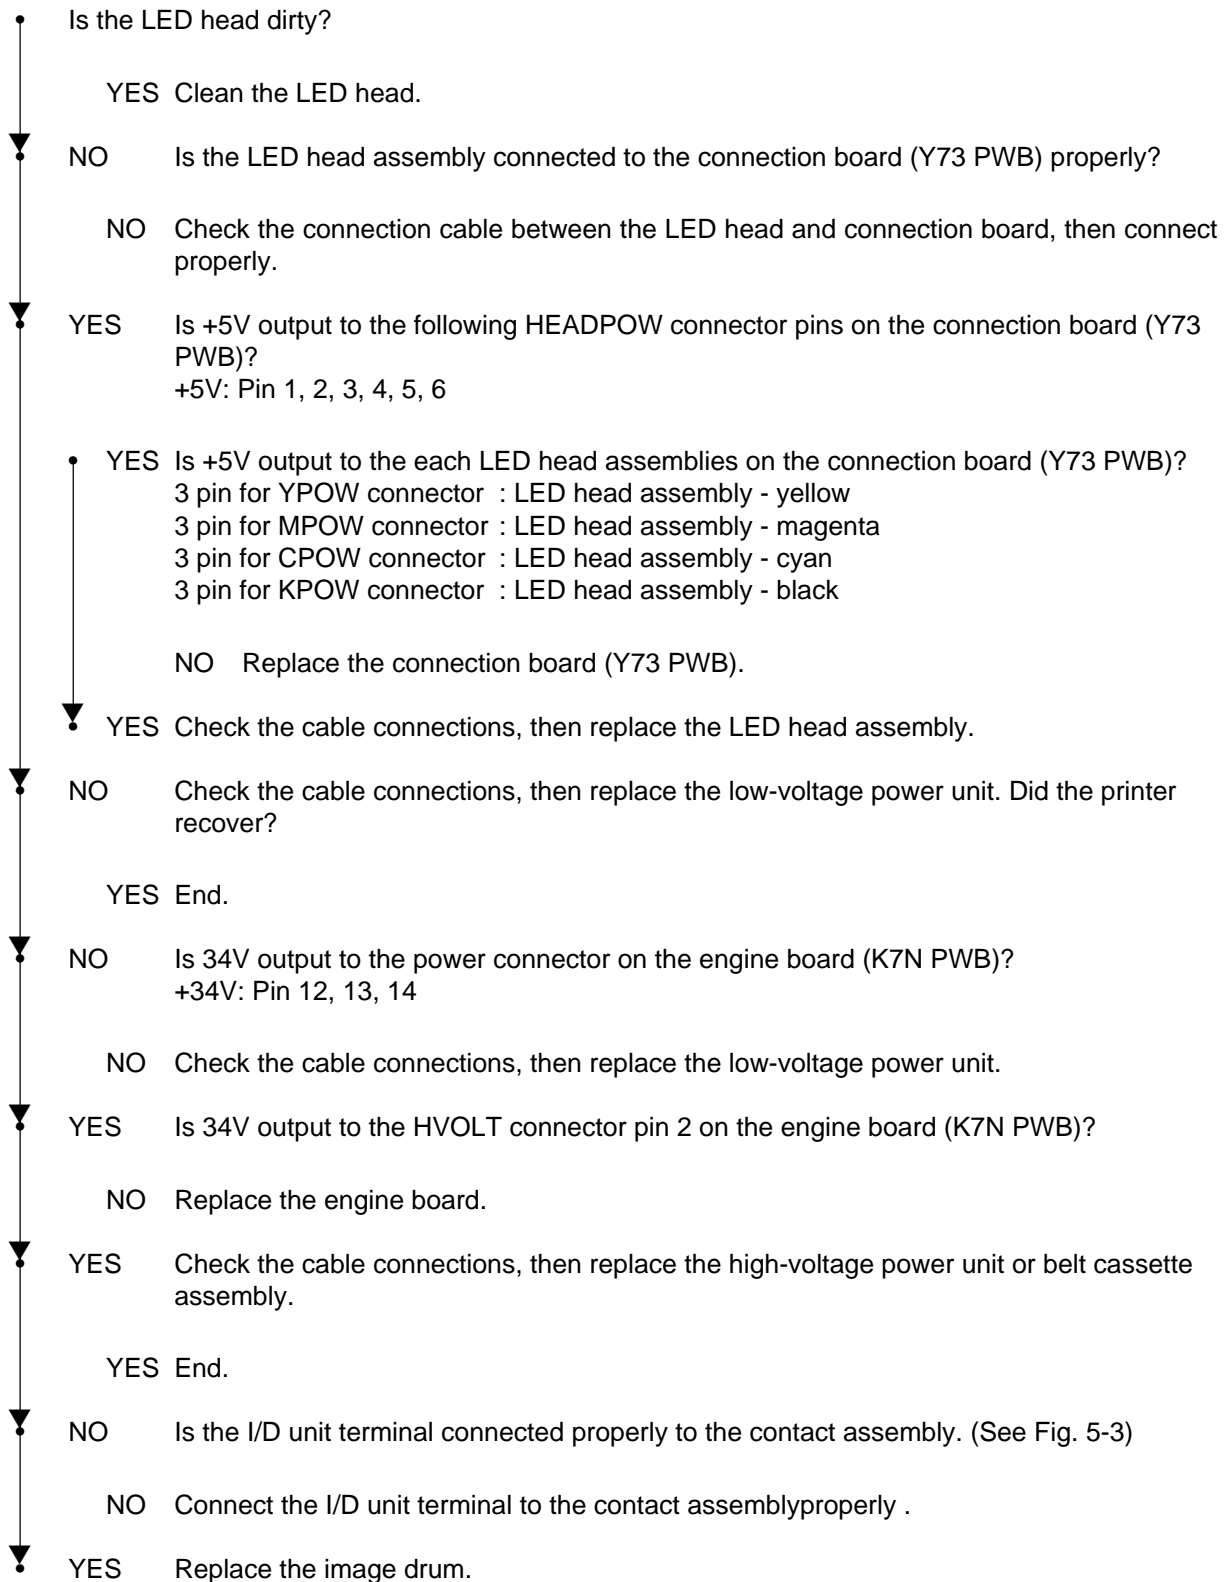 Is the LED head dirty?
YES Clean the LED head.
NO Is the LED head assembly connected to the connection board (Y73 PWB) properly?
NO Check the connection cable between the LED head and connection board, then connect
properly.
YES Is +5V output to the following HEADPOW connector pins on the connection board (Y73
PWB)?
+5V: Pin 1, 2, 3, 4, 5, 6
YES Is +5V output to the each LED head assemblies on the connection board (Y73 PWB)?
3 pin for YPOW connector : LED head assembly - yellow
3 pin for MPOW connector : LED head assembly - magenta
3 pin for CPOW connector : LED head assembly - cyan
3 pin for KPOW connector : LED head assembly - black
NO Replace the connection board (Y73 PWB).
YES Check the cable connections, then replace the LED head assembly.
NO Check the cable connections, then replace the low-voltage power unit. Did the printer
recover?
YES End.
NO Is 34V output to the power connector on the engine board (K7N PWB)?
+34V: Pin 12, 13, 14
NO Check the cable connections, then replace the low-voltage power unit.
YES Is 34V output to the HVOLT connector pin 2 on the engine board (K7N PWB)?
NO Replace the engine board.
YES Check the cable connections, then replace the high-voltage power unit or belt cassette
assembly.
YES End.
NO Is the I/D unit terminal connected properly to the contact assembly. (See Fig. 5-3)
NO Connect the I/D unit terminal to the contact assemblyproperly .
YES Replace the image drum.